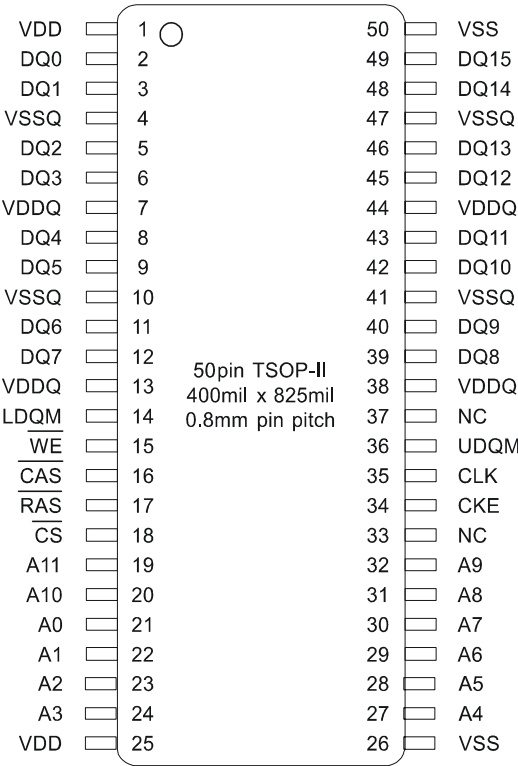 VDD 1 50 VSS
DQ0 2 49 DQ15
DQ1 3 48 DQ14
VSSQ 4 47 VSSQ
DQ2 5 46 DQ13
DQ3 6 45 DQ12
VDDQ 7 44 VDDQ
DQ4 8 43 DQ11
DQ5 9 42 DQ10
VSSQ 10 41 VSSQ
DQ6 11 40 DQ9
DQ7 12 39 DQ8
VDDQ 13 38 VDDQ
LDQM 14 37 NC
WE 15 36 UDQM
CAS 16 35 CLK
RAS 17 34 CKE
CS 18 33 NC
A11 19 32 A9
A10 20 31 A8
A0 21 30 A7
A1 22 29 A6
A2 23 28 A5
A3 24 27 A4
VDD 25 26 VSS
50pin TSOP-II
400mil x 825mil
0.8mm pin pitch